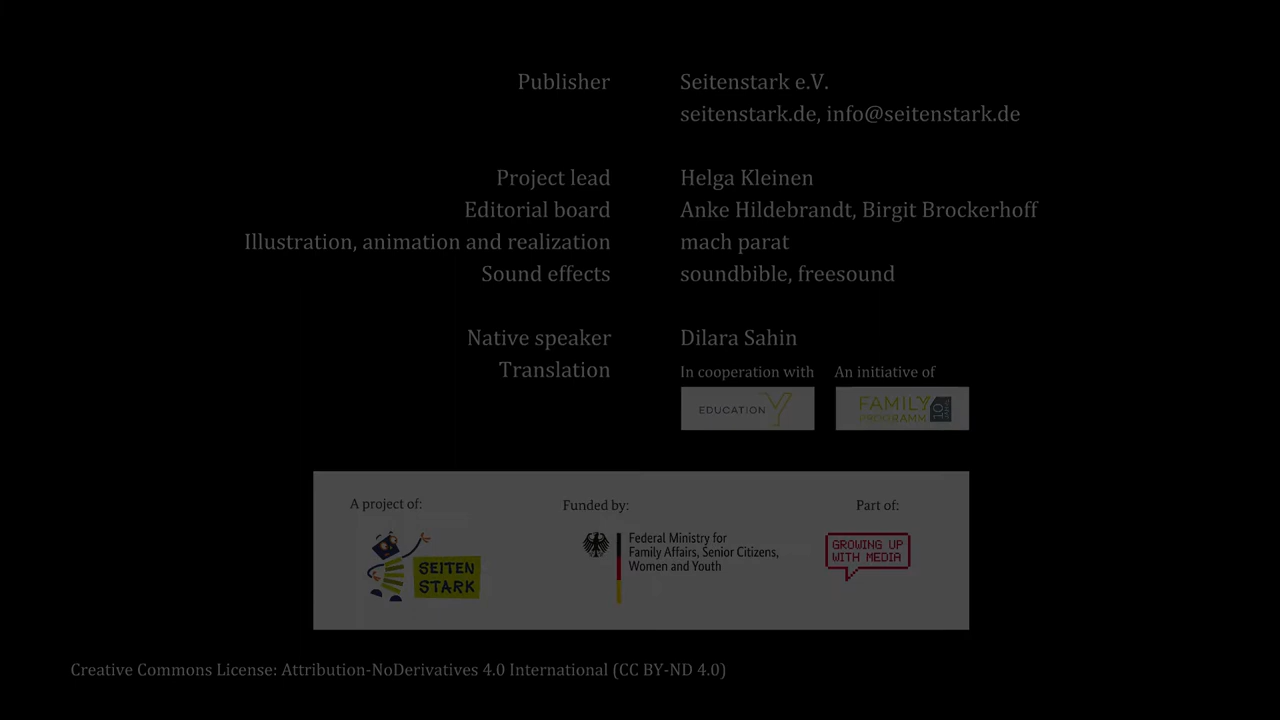 Publisher Seitenstark e.V.
seitenstark.de, info@seitenstark.de
Project lead Helga Kleinen
Editorial board Anke Hildebrandt, Birgit Brockerhoff
Illustration, animation and realization mach parat
Sound effects soundbible, freesound
Native speaker Dilara Sahin
Translation In cooperation with An initiative of
EDUCATION Y FAMILY
PROGRAMM 10
A project of: Funded by: Part of:
SEITEN
STARK
Federal Ministry for
Family Affairs, Senior Citizens,
Women and Youth
GROWING UP
WITH MEDIA
Creative Commons License: Attribution-NoDerivatives 4.0 International (CC BY-ND 4.0)